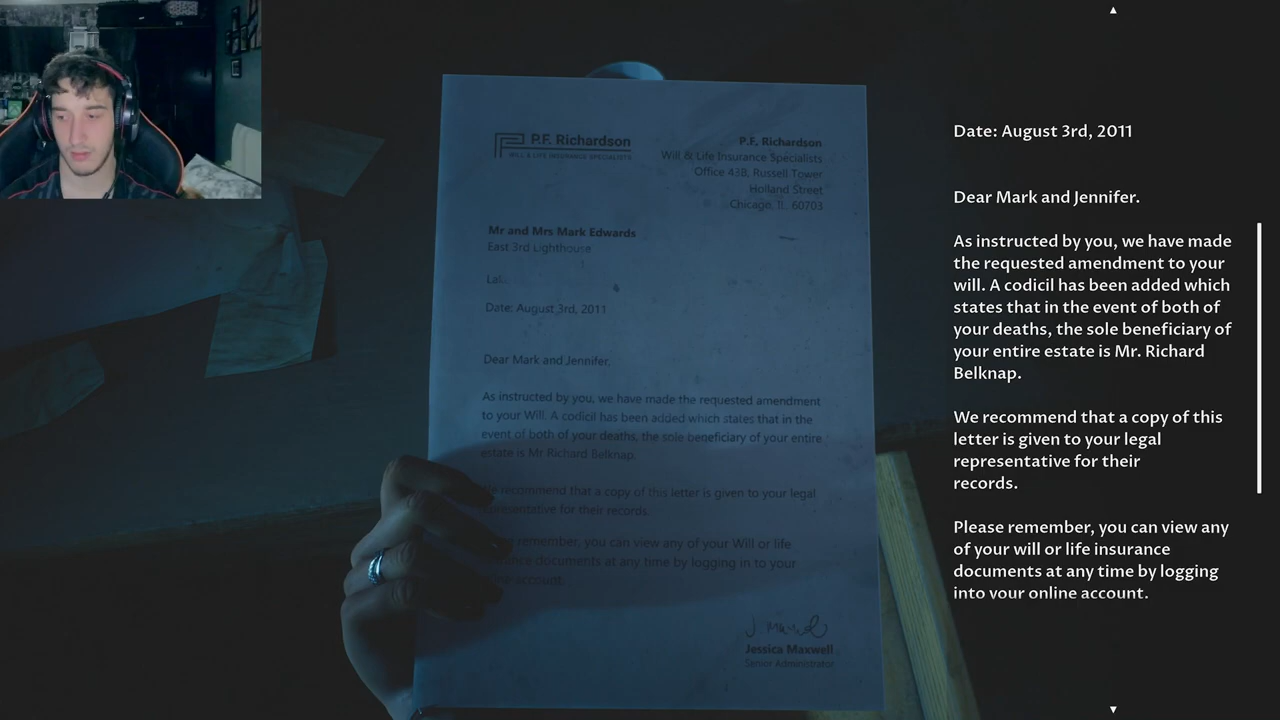 P.F. Richardson
WILL & LIFE INSURANCE SPECIALISTS
P.F. Richardson
Will & Life Insurance Specialists
Office 43B, Russell Tower
Holland Street
Chicago, IL 60703
Mr and Mrs Mark Edwards
East 3rd Lighthouse
Date: August 3rd, 2011
Dear Mark and Jennifer,
As instructed by you, we have made the requested amendment
to your Will. A codicil has been added which states that in the
event of both of your deaths, the sole beneficiary of your entire
estate is Mr Richard Belknap.
recommend that a copy of this letter is given to your legal
representative for their records.
remember, you can view any of your Will or life
documents at any time by logging in to your
account.
J. Maxwell
Jessica Maxwell
Senior Administrator
Date: August 3rd, 2011
Dear Mark and Jennifer.
As instructed by you, we have made
the requested amendment to your
will. A codicil has been added which
states that in the event of both of
your deaths, the sole beneficiary of
your entire estate is Mr. Richard
Belknap.
We recommend that a copy of this
letter is given to your legal
representative for their
records.
Please remember, you can view any
of your will or life insurance
documents at any time by logging
into your online account.